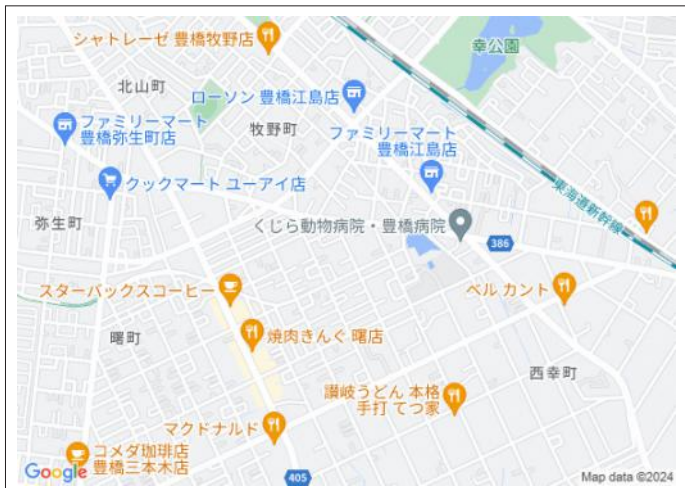 シャトレーゼ 豊橋牧野店
幸公園
北山町
ローソン 豊橋江島店
ファミリーマート
豊橋弥生町店
牧野町
ファミリーマート
豊橋江島店
クックマート ユーアイ店
東海道新幹線
弥生町
くじら動物病院・豊橋病院
386
スターバックスコーヒー
ベル カント
曙町
焼肉きんぐ 曙店
西幸町
讃岐うどん 本格
手打 てつ家
マクドナルド
コメダ珈琲店
豊橋三本木店
Google
405
Map data ©2024